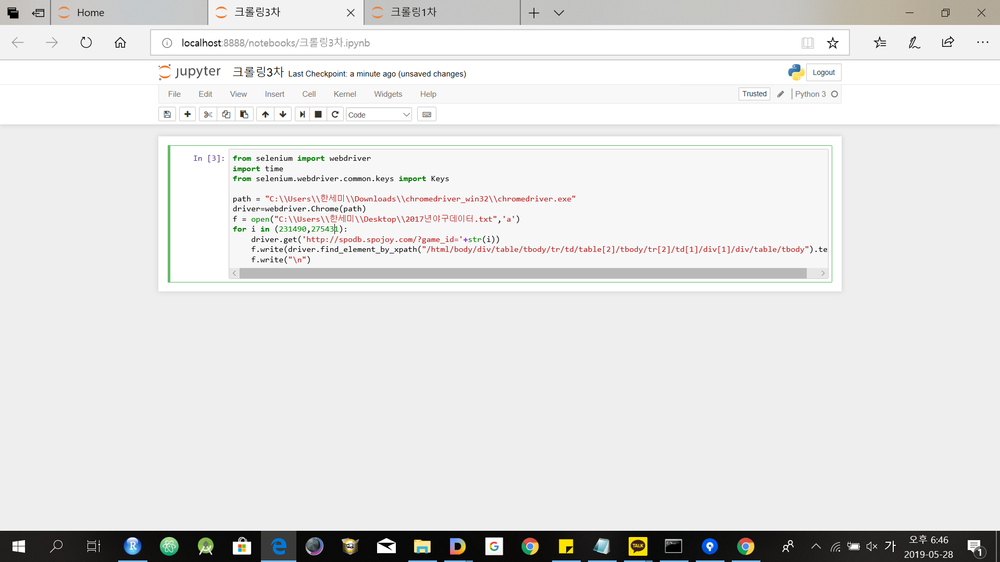 Home
크롤링3차
크롤링1차
localhost:8888/notebooks/크롤링3차.ipynb
jupyter 크롤링3차 Last Checkpoint: a minute ago (unsaved changes)
Logout
File Edit View Insert Cell Kernel Widgets Help
Trusted
Python 3
Code
In [3]:
from selenium import webdriver
import time
from selenium.webdriver.common.keys import Keys
path = "C:\\Users\\한세미\\Downloads\\chromedriver_win32\\chromedriver.exe"
driver=webdriver.Chrome(path)
f = open("C:\\Users\\한세미\\Desktop\\2017년야구데이터.txt",'a')
for i in (231490,275431):
    driver.get('http://spodb.spojoy.com/?game_id='+str(i))
    f.write(driver.find_element_by_xpath("/html/body/div/table/tbody/tr/td/table[2]/tbody/tr[2]/td[1]/div[1]/div/table/tbody").te
    f.write("\n")
R
D
G
TALK
C:\
가
오후 6:46
2019-05-28
1